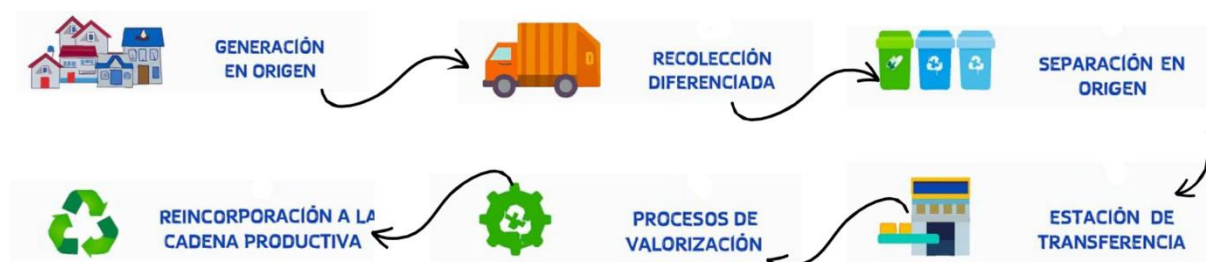 GENERACIÓN
EN ORIGEN
RECOLECCIÓN
DIFERENCIADA
SEPARACIÓN EN
ORIGEN
REINCORPORACIÓN A LA
CADENA PRODUCTIVA
PROCESOS DE
VALORIZACIÓN
ESTACIÓN DE
TRANSFERENCIA